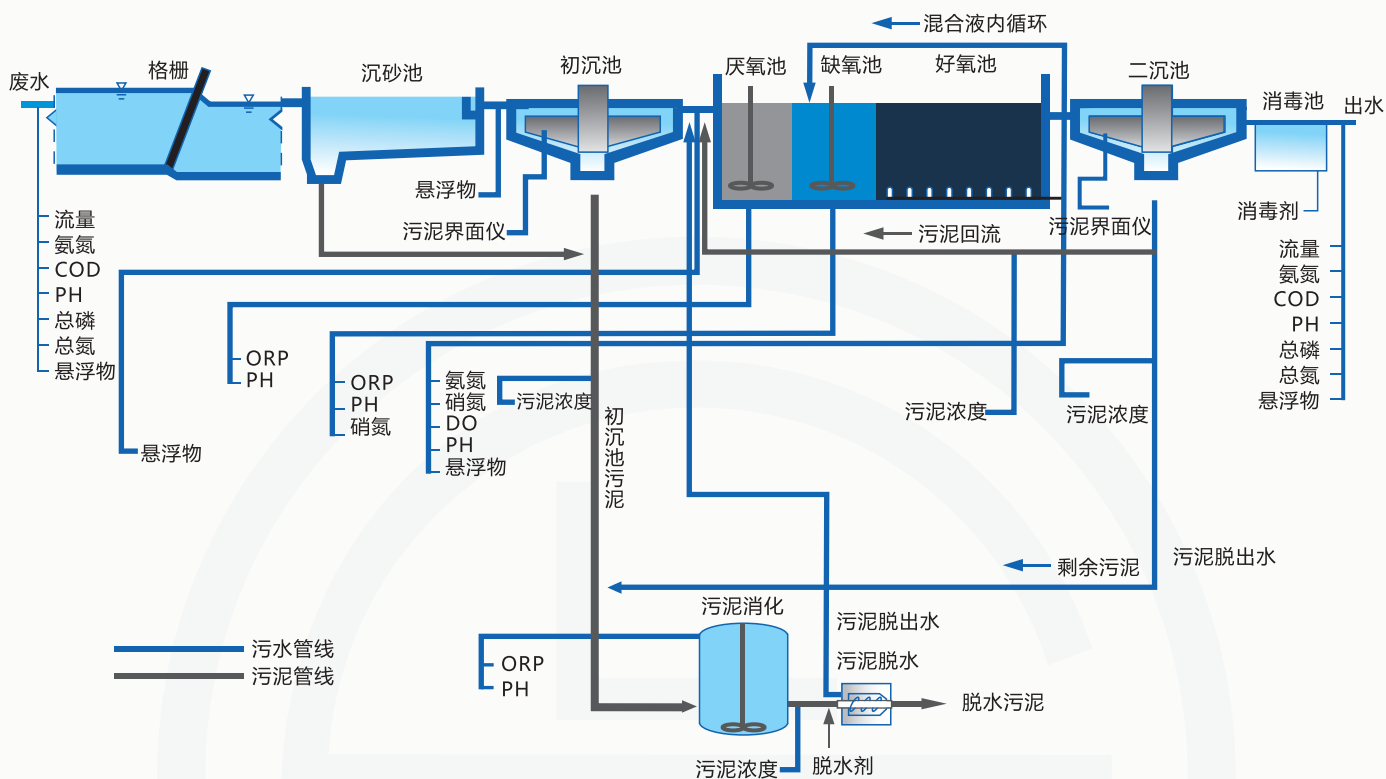 混合液内循环
废水
格栅
沉砂池
初沉池
厌氧池
缺氧池
好氧池
二沉池
消毒池
出水
悬浮物
污泥界面仪
污泥回流
污泥界面仪
消毒剂
流量
氨氮
COD
PH
总磷
总氮
悬浮物
流量
氨氮
COD
PH
总磷
总氮
悬浮物
悬浮物
ORP
PH
ORP
PH
硝氮
氨氮
硝氮
DO
PH
悬浮物
污泥浓度
初沉池污泥
污泥浓度
污泥浓度
剩余污泥
污泥脱出水
污泥消化
污泥脱出水
污泥脱水
污水管线
污泥管线
ORP
PH
脱水污泥
污泥浓度
脱水剂